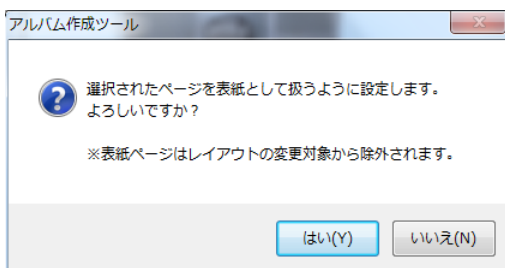 アルバム作成ツール
選択されたページを表紙として扱うように設定します。
よろしいですか？
※表紙ページはレイアウトの変更対象から除外されます。
はい(Y)
いいえ(N)